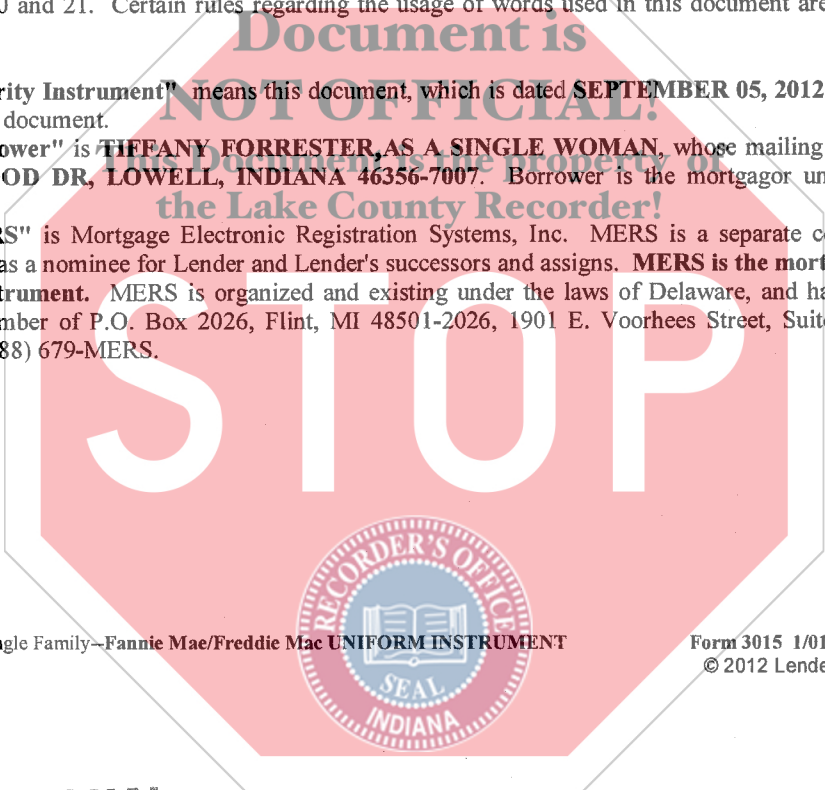 0 and 21. Certain rules regarding the usage of words used in this document are
Document is
rity Instrument" means this document, which is dated SEPTEMBER 05, 2012
NOT OFFICIAL!
document.
ower" is TIFFANY FORRESTER,AS A SINGLE WOMAN, whose mailing
This Document is the property of
OD DR, LOWELL, INDIANA 46356-7007. Borrower is the mortgagor un
the Lake County Recorder!
RS" is Mortgage Electronic Registration Systems, Inc. MERS is a separate c
as a nominee for Lender and Lender's successors and assigns. MERS is the mort
trument. MERS is organized and existing under the laws of Delaware, and ha
mber of P.O. Box 2026, Flint, MI 48501-2026, 1901 E. Voorhees Street, Suite
88) 679-MERS.
STOP
RECORDER'S OFFICE
SEAL
INDIANA
ngle Family--Fannie Mae/Freddie Mac UNIFORM INSTRUMENT
Form 3015 1/01
© 2012 Lende